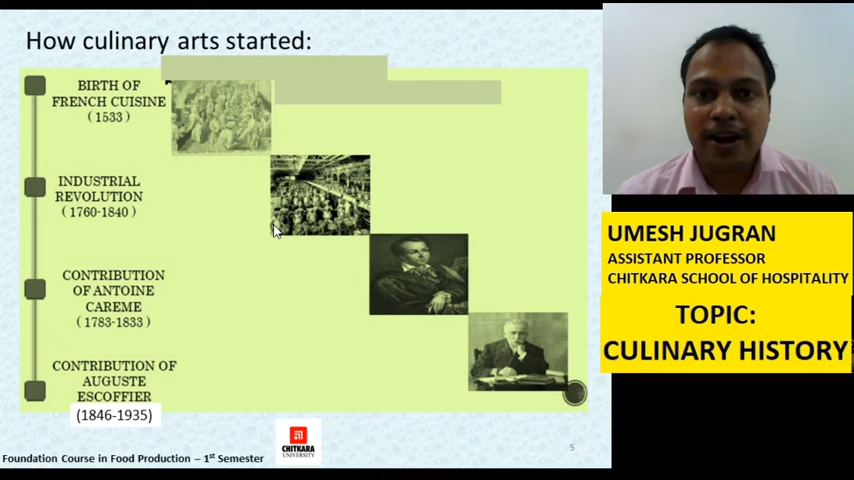 How culinary arts started:
BIRTH OF
FRENCH CUISINE
(1533)
INDUSTRIAL
REVOLUTION
(1760-1840)
CONTRIBUTION
OF ANTOINE
CAREME
(1783-1833)
CONTRIBUTION OF
AUGUSTE
ESCOFFIER
(1846-1935)
CHITKARA
UNIVERSITY
5
Foundation Course in Food Production – 1st Semester
UMESH JUGRAN
ASSISTANT PROFESSOR
CHITKARA SCHOOL OF HOSPITALITY
TOPIC:
CULINARY HISTORY